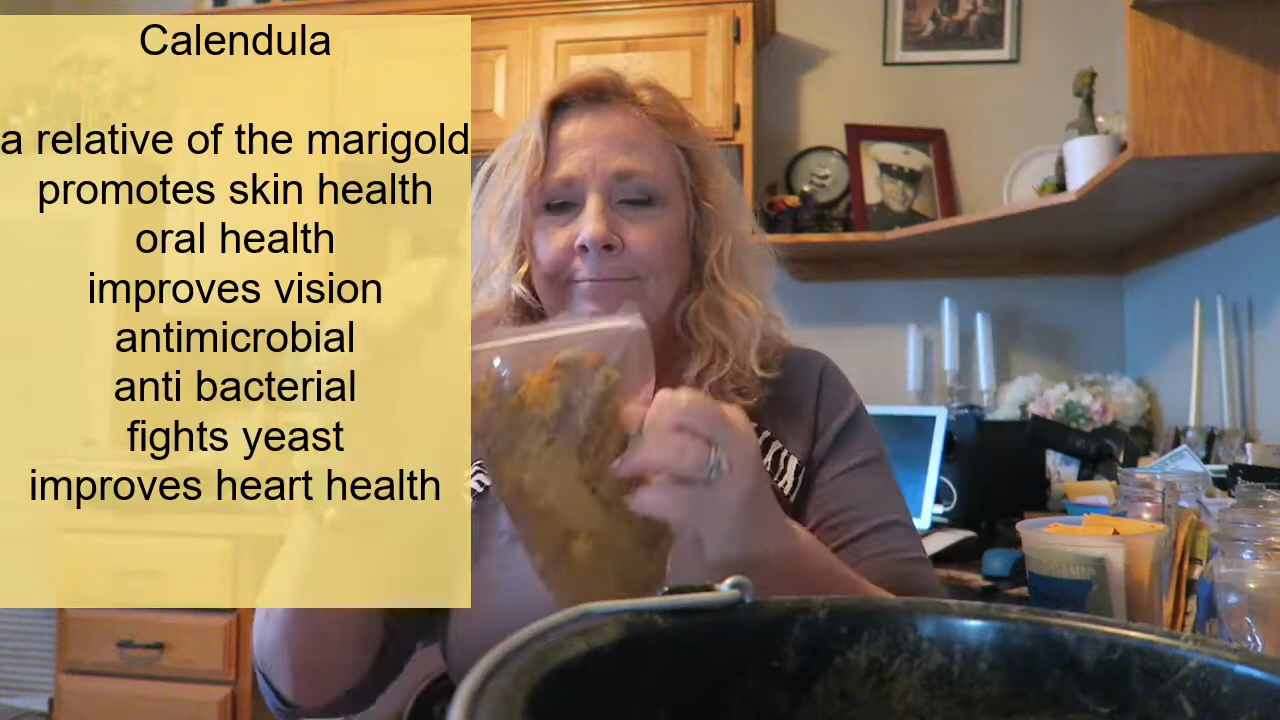 Calendula
a relative of the marigold
promotes skin health
oral health
improves vision
antimicrobial
anti bacterial
fights yeast
improves heart health